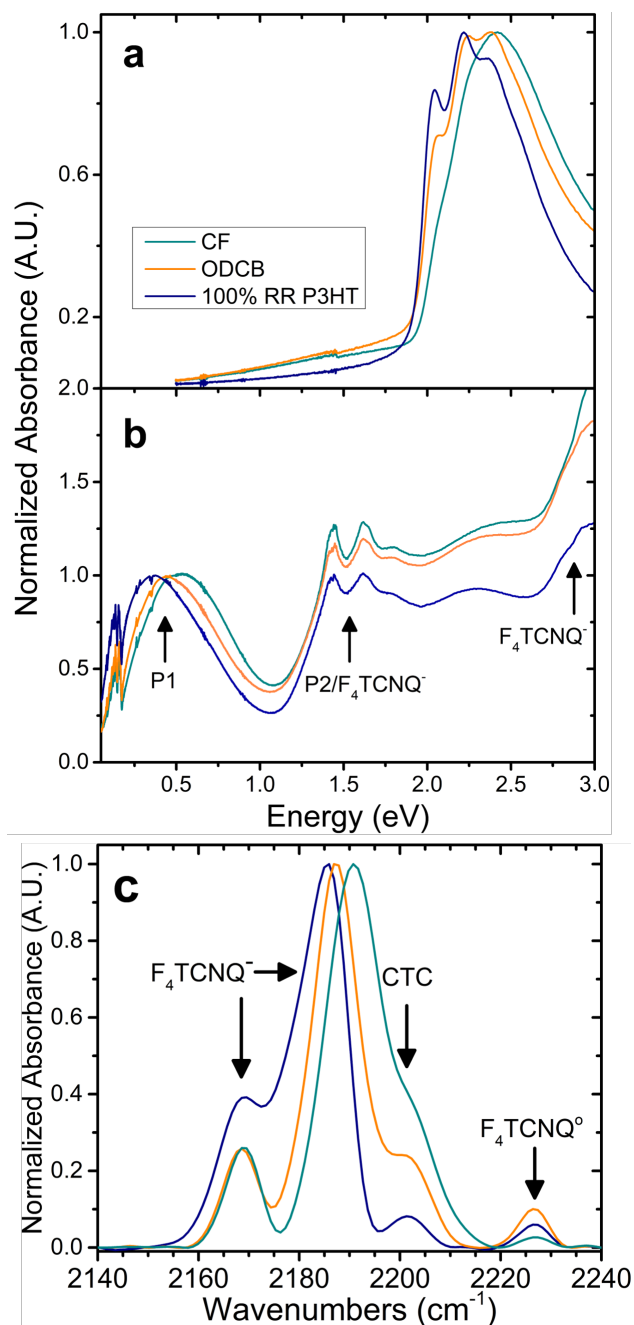 a
Normalized Absorbance (A.U.)
1.0
0.6
0.2
2.0
CF
ODCB
100% RR P3HT
b
1.5
1.0
0.5
0.0
P1
P2/F₄TCNQ⁻
F₄TCNQ⁻
0.5 1.0 1.5 2.0 2.5 3.0
Energy (eV)
c
Normalized Absorbance (A.U.)
1.0
0.8
0.6
0.4
0.2
0.0
F₄TCNQ⁻
CTC
F₄TCNQ⁰
2140 2160 2180 2200 2220 2240
Wavenumbers (cm⁻¹)